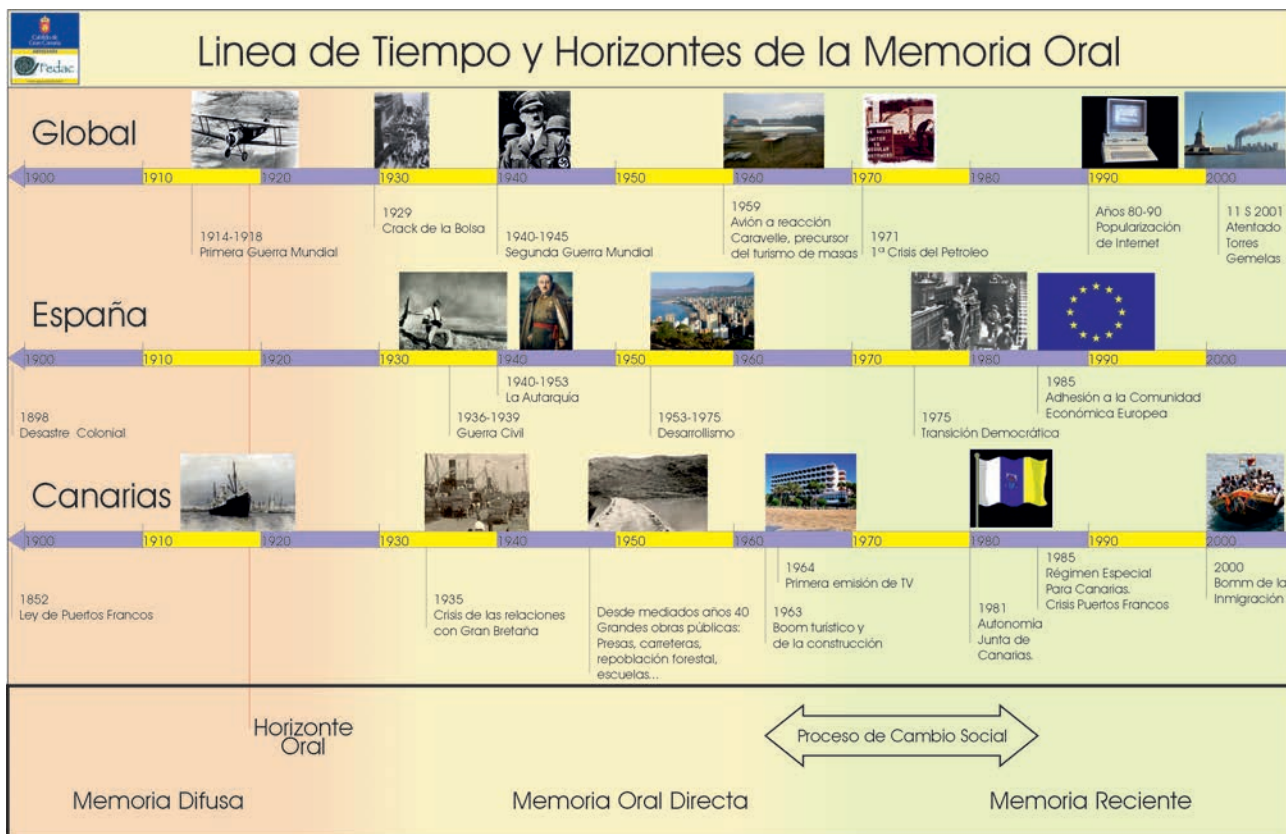 Cabildo de
Gran Canaria
Fedac
Linea de Tiempo y Horizontes de la Memoria Oral
Global
1900 1910 1920 1930 1940 1950 1960 1970 1980 1990 2000
1914-1918
Primera Guerra Mundial
1929
Crack de la Bolsa
1940-1945
Segunda Guerra Mundial
1959
Avión a reacción
Caravelle, precursor
del turismo de masas
1971
1ª Crisis del Petroleo
Años 80-90
Popularización
de Internet
11 S 2001
Atentado
Torres
Gemelas
España
1900 1910 1920 1930 1940 1950 1960 1970 1980 1990 2000
1898
Desastre Colonial
1936-1939
Guerra Civil
1940-1953
La Autarquía
1953-1975
Desarrollismo
1975
Transición Democrática
1985
Adhesión a la Comunidad
Económica Europea
Canarias
1900 1910 1920 1930 1940 1950 1960 1970 1980 1990 2000
1852
Ley de Puertos Francos
1935
Crisis de las relaciones
con Gran Bretaña
Desde mediados años 40
Grandes obras públicas:
Presas, carreteras,
repoblación forestal,
escuelas...
1964
Primera emisión de TV
1963
Boom turístico y
de la construcción
1981
Autonomía
Junta de
Canarias.
1985
Régimen Especial
Para Canarias.
Crisis Puertos Francos
2000
Bomm de la
Inmigración
Horizonte
Oral
Proceso de Cambio Social
Memoria Difusa
Memoria Oral Directa
Memoria Reciente